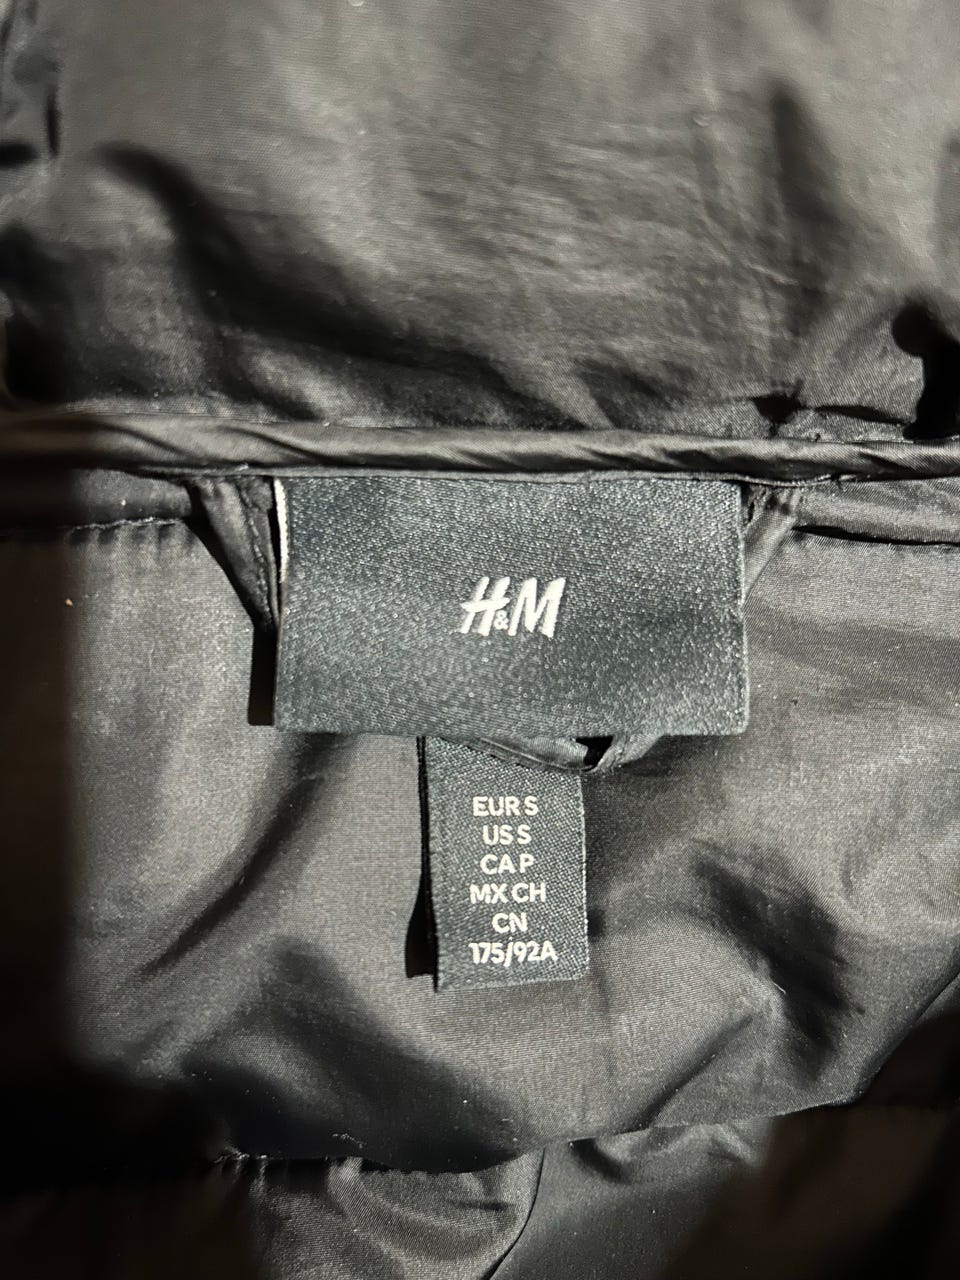 H&M
EUR S
US S
CA P
MX CH
CN
175/92A